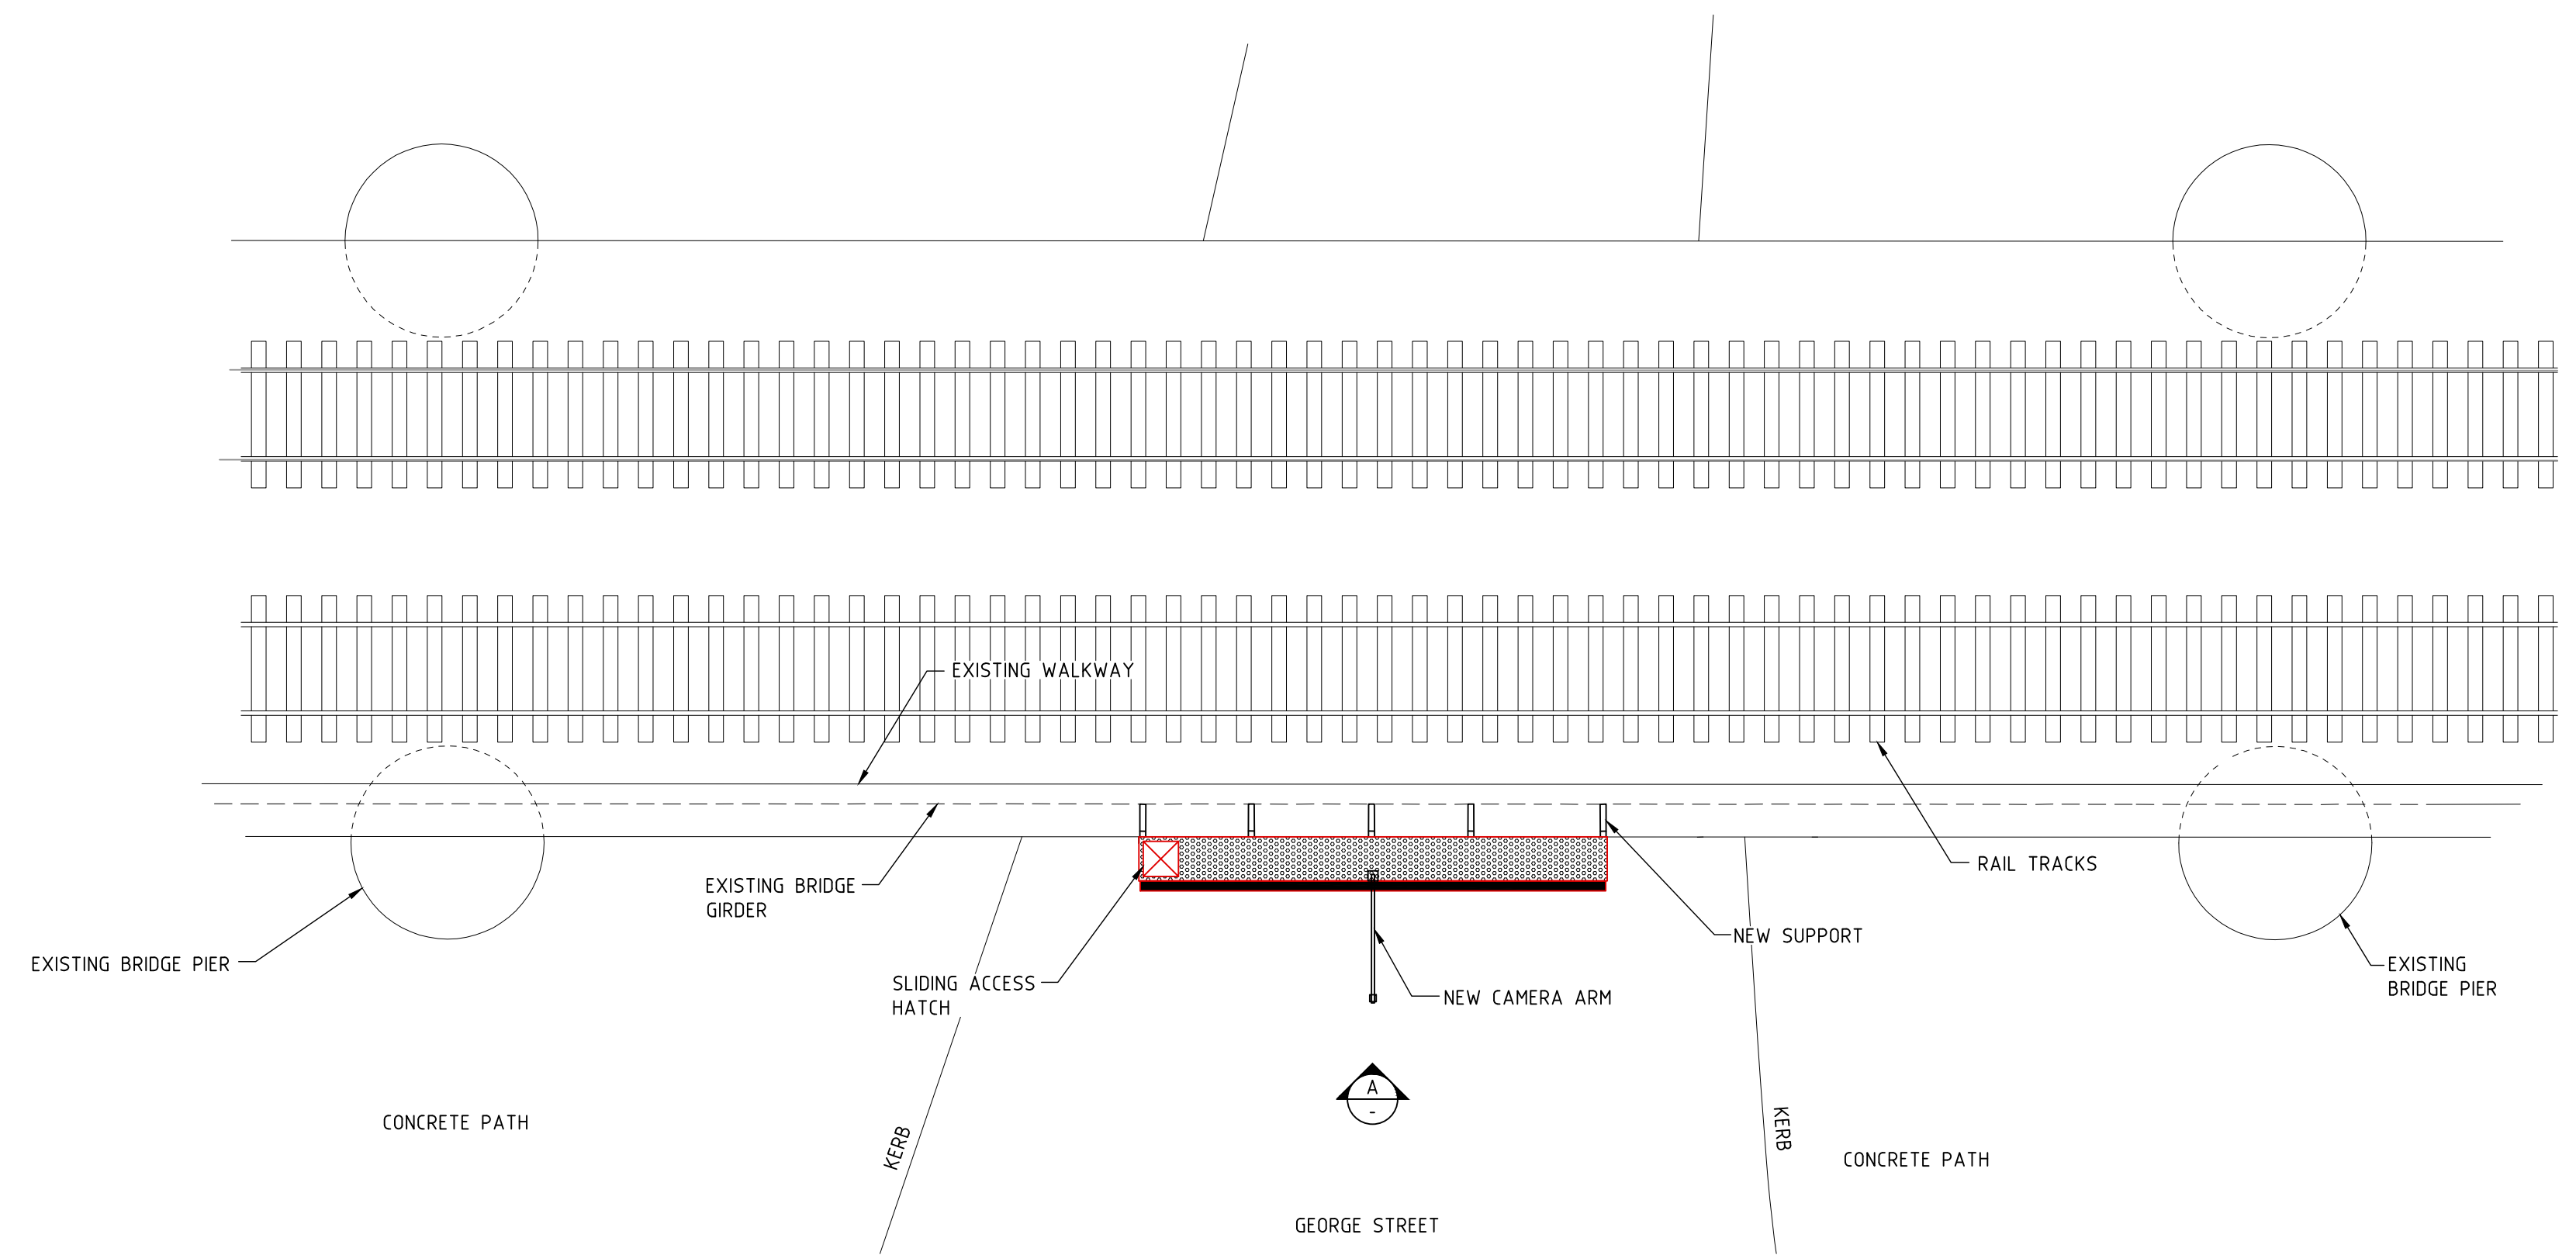 EXISTING WALKWAY
RAIL TRACKS
EXISTING BRIDGE
GIRDER
NEW SUPPORT
EXISTING BRIDGE PIER
EXISTING
BRIDGE PIER
SLIDING ACCESS
HATCH
NEW CAMERA ARM
A
-
CONCRETE PATH
KERB
KERB
CONCRETE PATH
GEORGE STREET